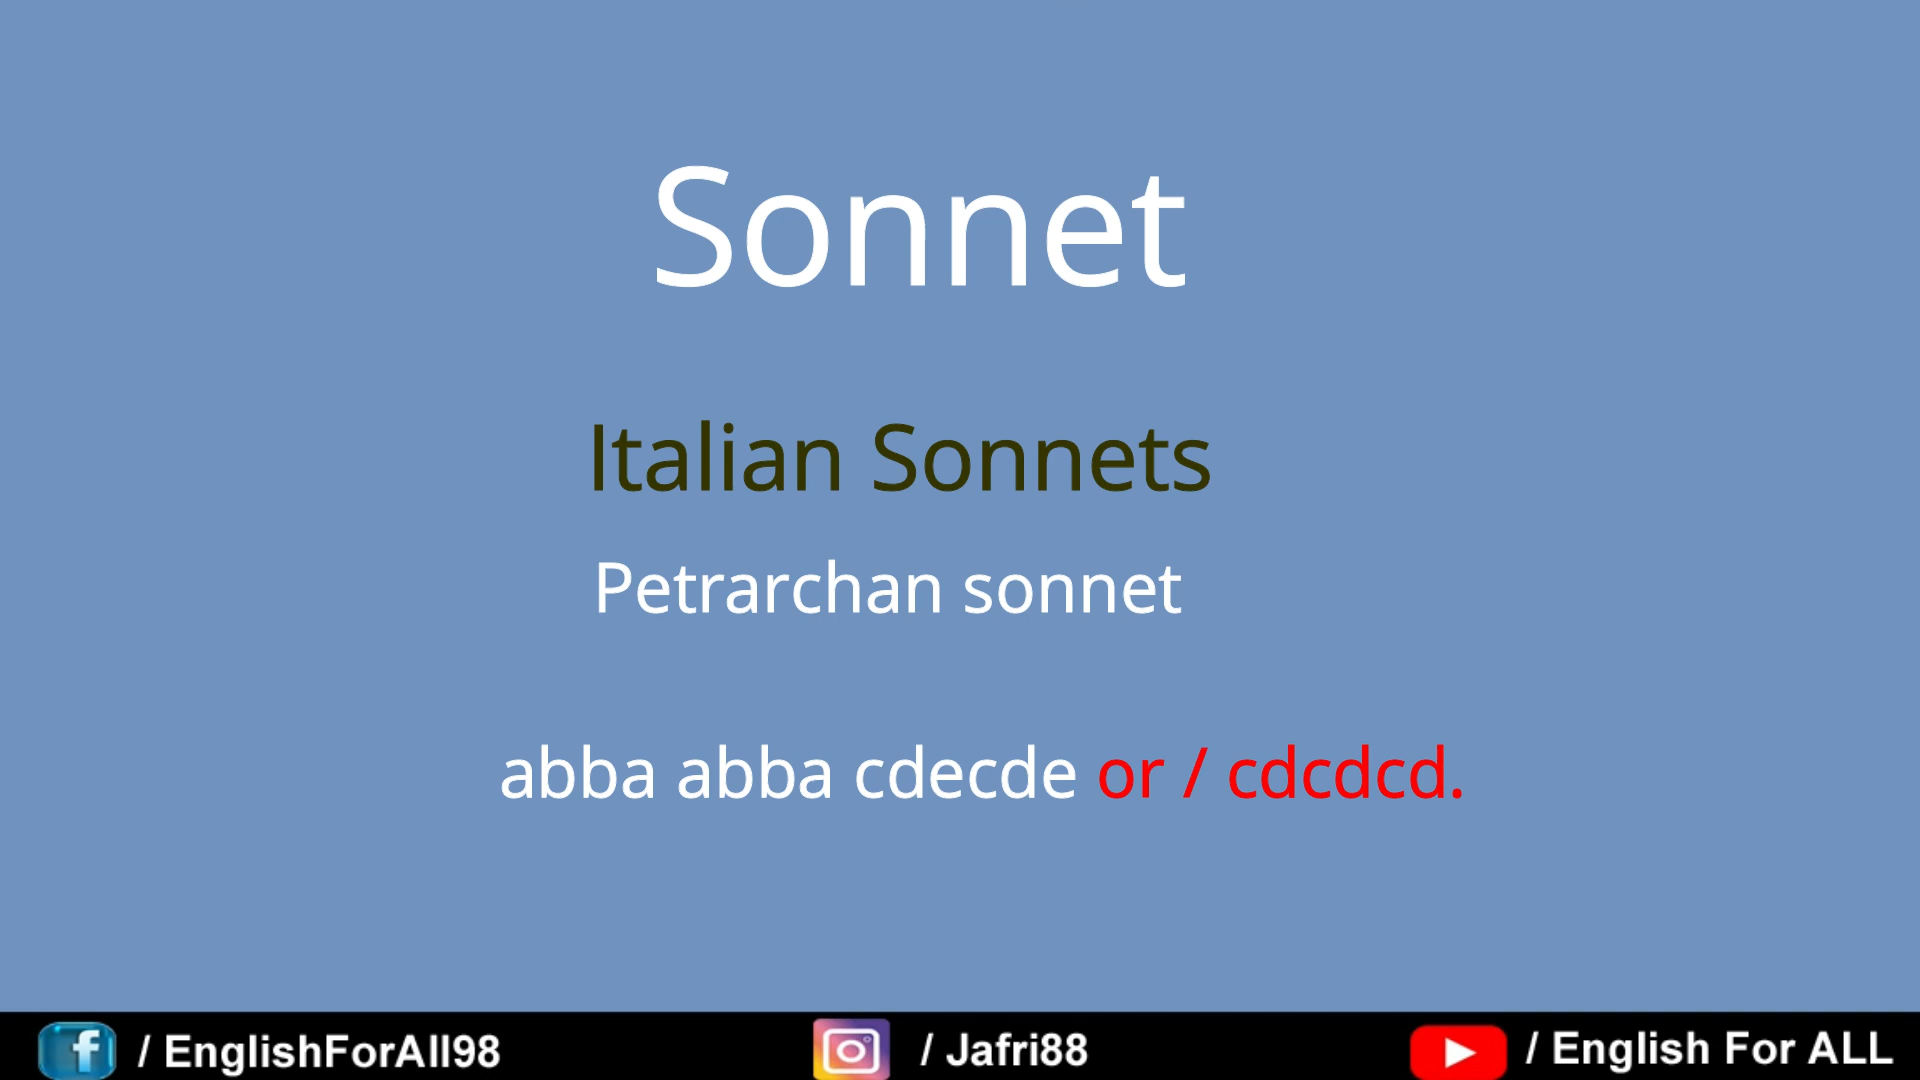 Sonnet
Italian Sonnets
Petrarchan sonnet
abba abba cdecde or / cdcdcd.
/ EnglishForAll98 / Jafri88 / English For ALL